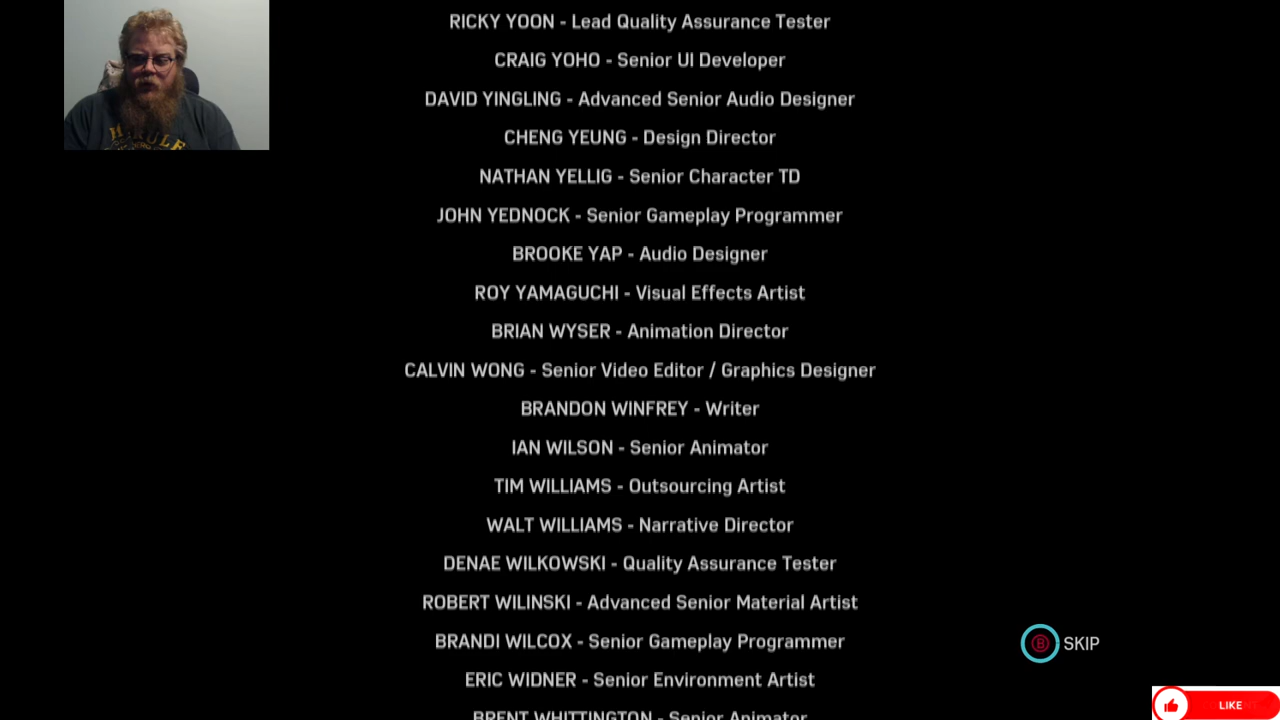 RICKY YOON - Lead Quality Assurance Tester
CRAIG YOHO - Senior UI Developer
DAVID YINGLING - Advanced Senior Audio Designer
CHENG YEUNG - Design Director
NATHAN YELLIG - Senior Character TD
JOHN YEDNOCK - Senior Gameplay Programmer
BROOKE YAP - Audio Designer
ROY YAMAGUCHI - Visual Effects Artist
BRIAN WYSER - Animation Director
CALVIN WONG - Senior Video Editor / Graphics Designer
BRANDON WINFREY - Writer
IAN WILSON - Senior Animator
TIM WILLIAMS - Outsourcing Artist
WALT WILLIAMS - Narrative Director
DENAE WILKOWSKI - Quality Assurance Tester
ROBERT WILINSKI - Advanced Senior Material Artist
BRANDI WILCOX - Senior Gameplay Programmer
B SKIP
ERIC WIDNER - Senior Environment Artist
LIKE
BRENT WHITTINGTON - Senior Animator